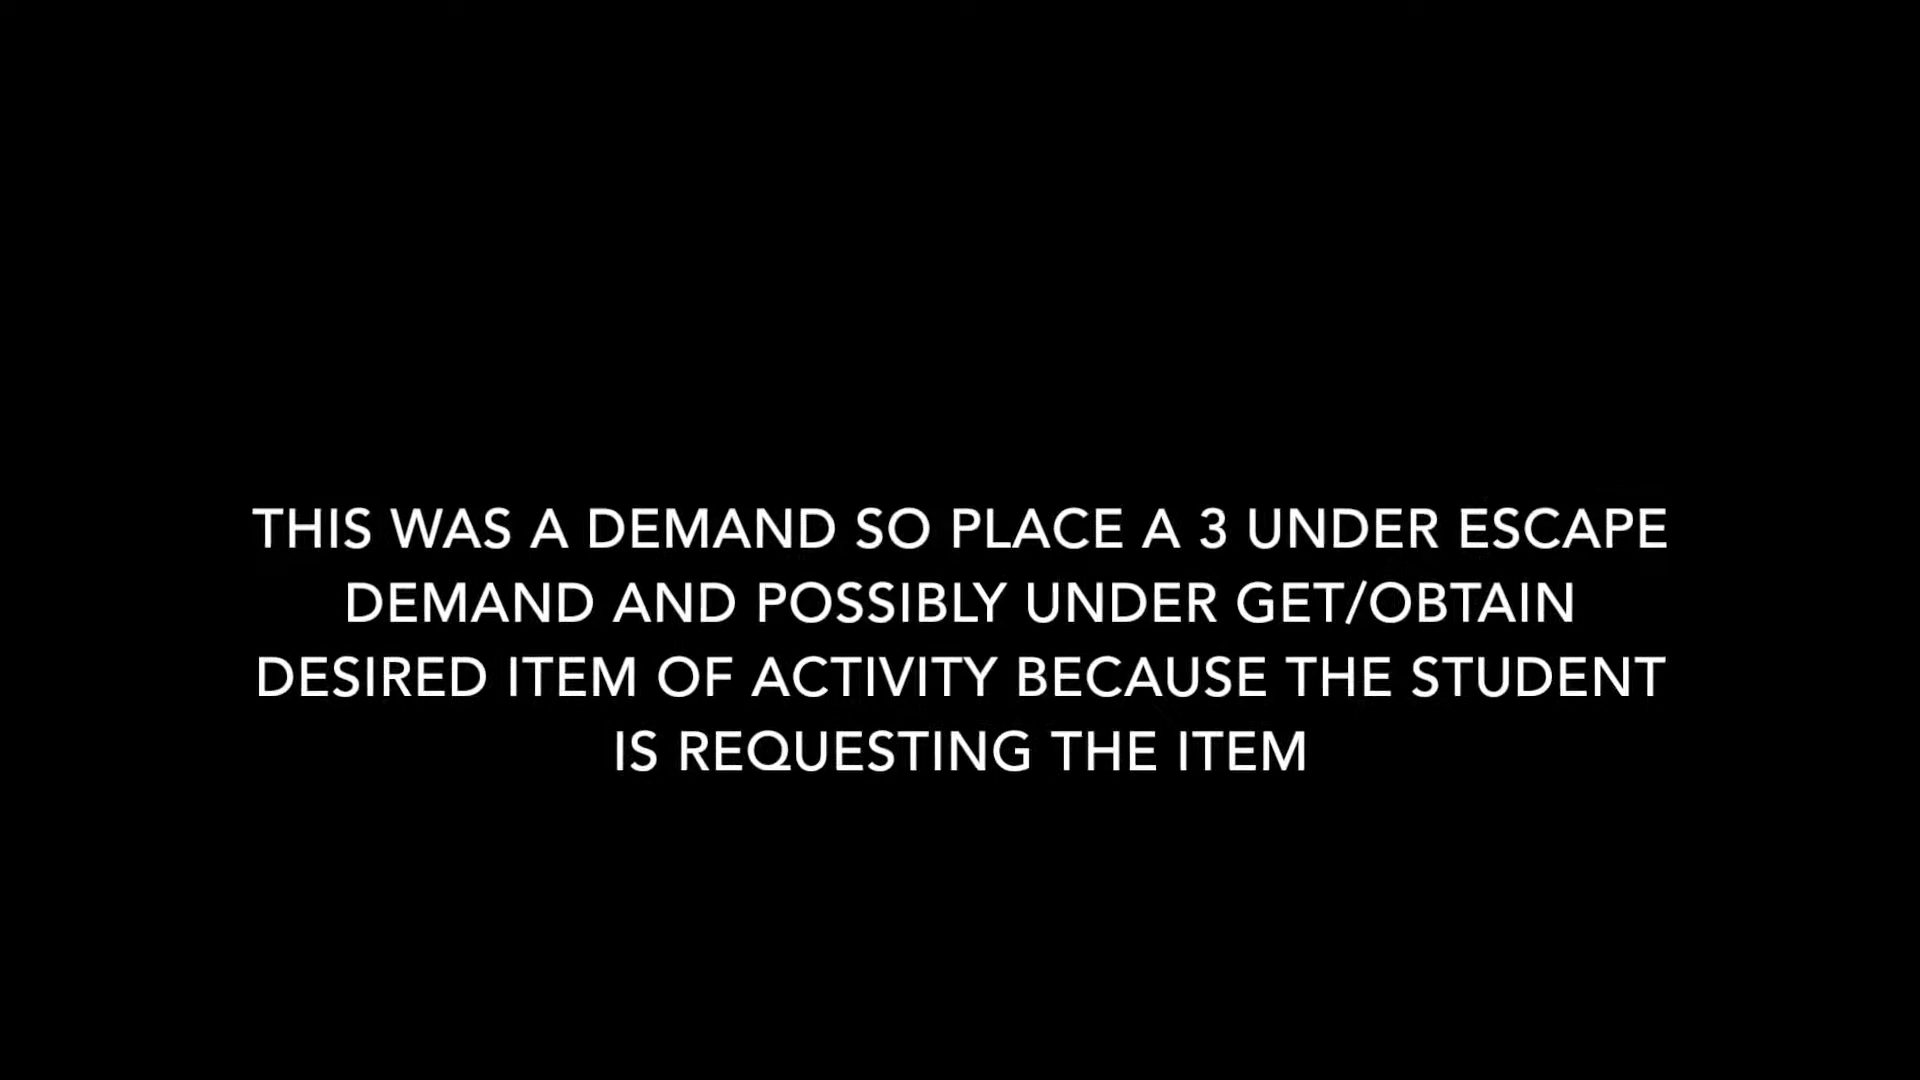 THIS WAS A DEMAND SO PLACE A 3 UNDER ESCAPE
DEMAND AND POSSIBLY UNDER GET/OBTAIN
DESIRED ITEM OF ACTIVITY BECAUSE THE STUDENT
IS REQUESTING THE ITEM